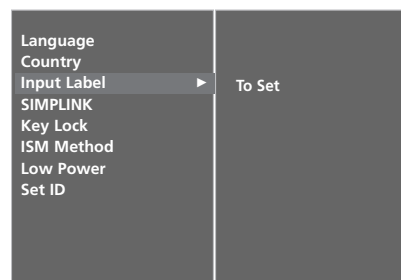 Language
Country
Input Label ► To Set
SIMPLINK
Key Lock
ISM Method
Low Power
Set ID